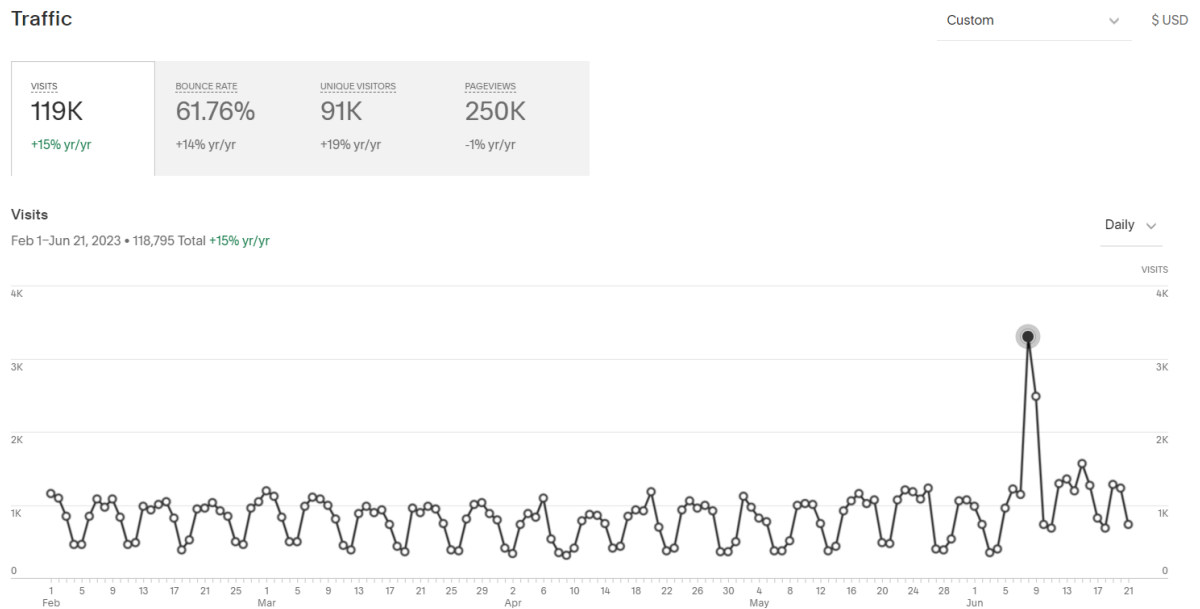 Traffic
Custom $ USD
VISITS BOUNCE RATE UNIQUE VISITORS PAGEVIEWS
119K 61.76% 91K 250K
+15% yr/yr +14% yr/yr +19% yr/yr -1% yr/yr
Visits
Daily
Feb 1–Jun 21, 2023 • 118,795 Total +15% yr/yr
VISITS
4K 4K
3K 3K
2K 2K
1K 1K
0 0
1 5 9 13 17 21 25 1 5 9 13 17 21 25 29 2 6 10 14 18 22 26 30 4 8 12 16 20 24 28 1 5 9 13 17 21
Feb Mar Apr May Jun